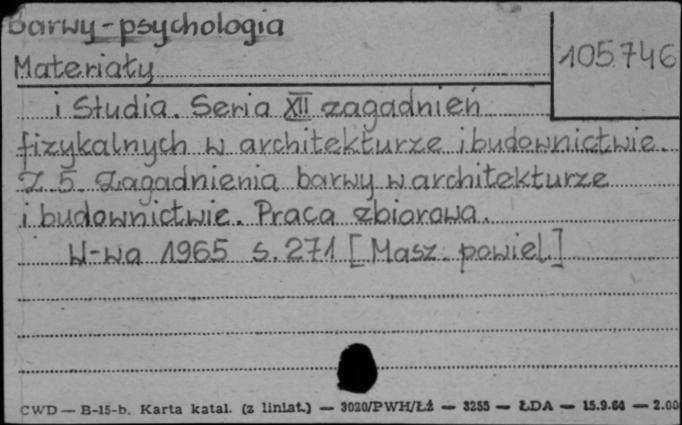 Barwy-psychologia
105746
Materiały
i Studia. Seria XII zagadnień
fizykalnych w architekturze i budownictwie.
Z. 5. Zagadnienia barwy w architekturze
i budownictwie. Praca zbiorowa.
W-wa 1965 s. 271 [Masz. powiel.]
CWD — B-15-b. Karta katal. (z liniat.) — 3020/PWH/Łź — 3255 — ŁDA — 15.9.64 — 2.00